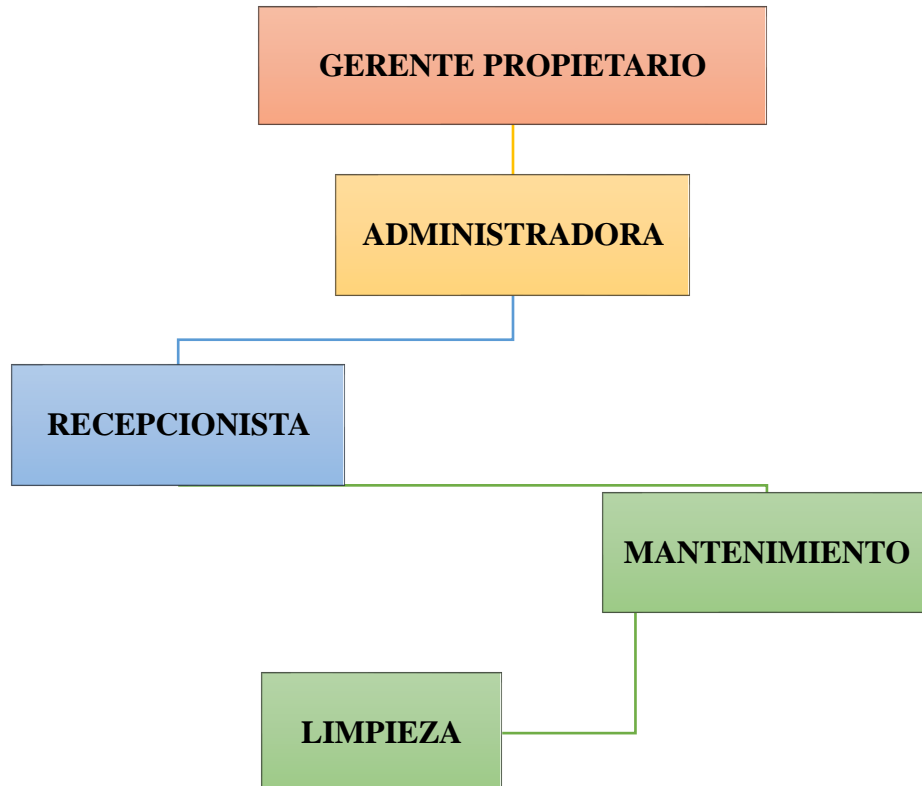 GERENTE PROPIETARIO
ADMINISTRADORA
RECEPCIONISTA
MANTENIMIENTO
LIMPIEZA